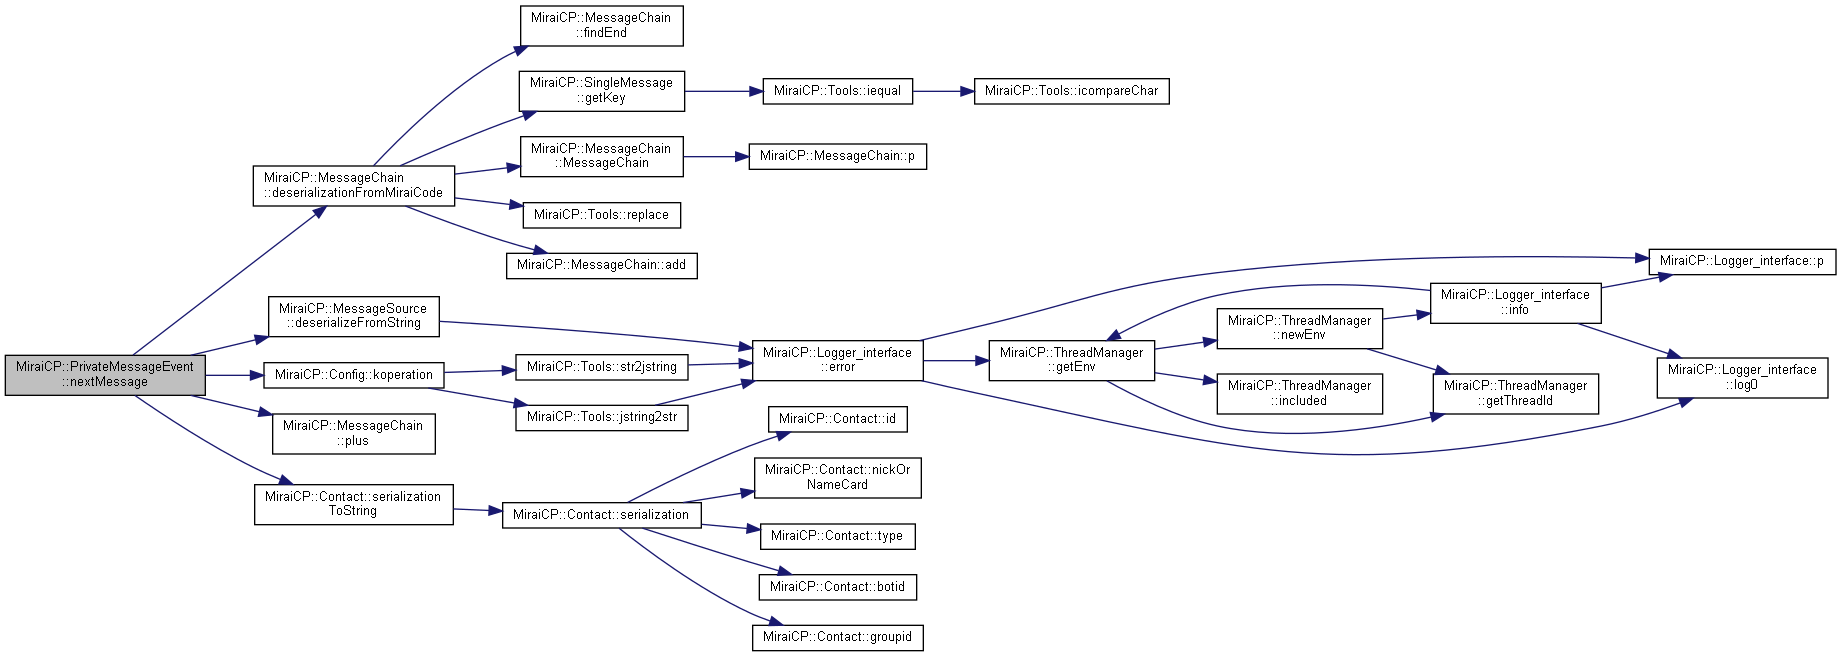 MiraiCP::MessageChain
::findEnd
MiraiCP::SingleMessage
::getKey
MiraiCP::Tools::iequal
MiraiCP::Tools::icompareChar
MiraiCP::MessageChain
::MessageChain
MiraiCP::MessageChain::p
MiraiCP::MessageChain
::deserializationFromMiraiCode
MiraiCP::Tools::replace
MiraiCP::MessageChain::add
MiraiCP::Logger_interface::p
MiraiCP::MessageSource
::deserializeFromString
MiraiCP::Logger_interface
::info
MiraiCP::ThreadManager
::newEnv
MiraiCP::Logger_interface
::error
MiraiCP::ThreadManager
::getEnv
MiraiCP::PrivateMessageEvent
::nextMessage
MiraiCP::Config::koperation
MiraiCP::Tools::str2jstring
MiraiCP::ThreadManager
::included
MiraiCP::ThreadManager
::getThreadId
MiraiCP::Logger_interface
::log0
MiraiCP::Tools::jstring2str
MiraiCP::MessageChain
::plus
MiraiCP::Contact::id
MiraiCP::Contact::nickOr
NameCard
MiraiCP::Contact::serialization
ToString
MiraiCP::Contact::serialization
MiraiCP::Contact::type
MiraiCP::Contact::botid
MiraiCP::Contact::groupid